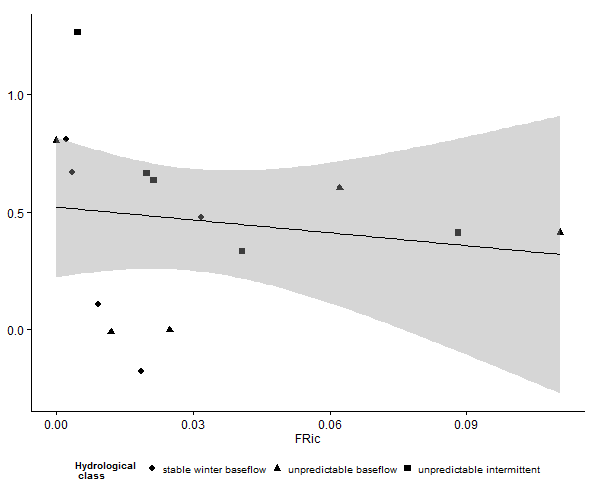 1.0
0.5
0.0
0.00 0.03 0.06 0.09
FRic
Hydrological
class
stable winter baseflow unpredictable baseflow unpredictable intermittent